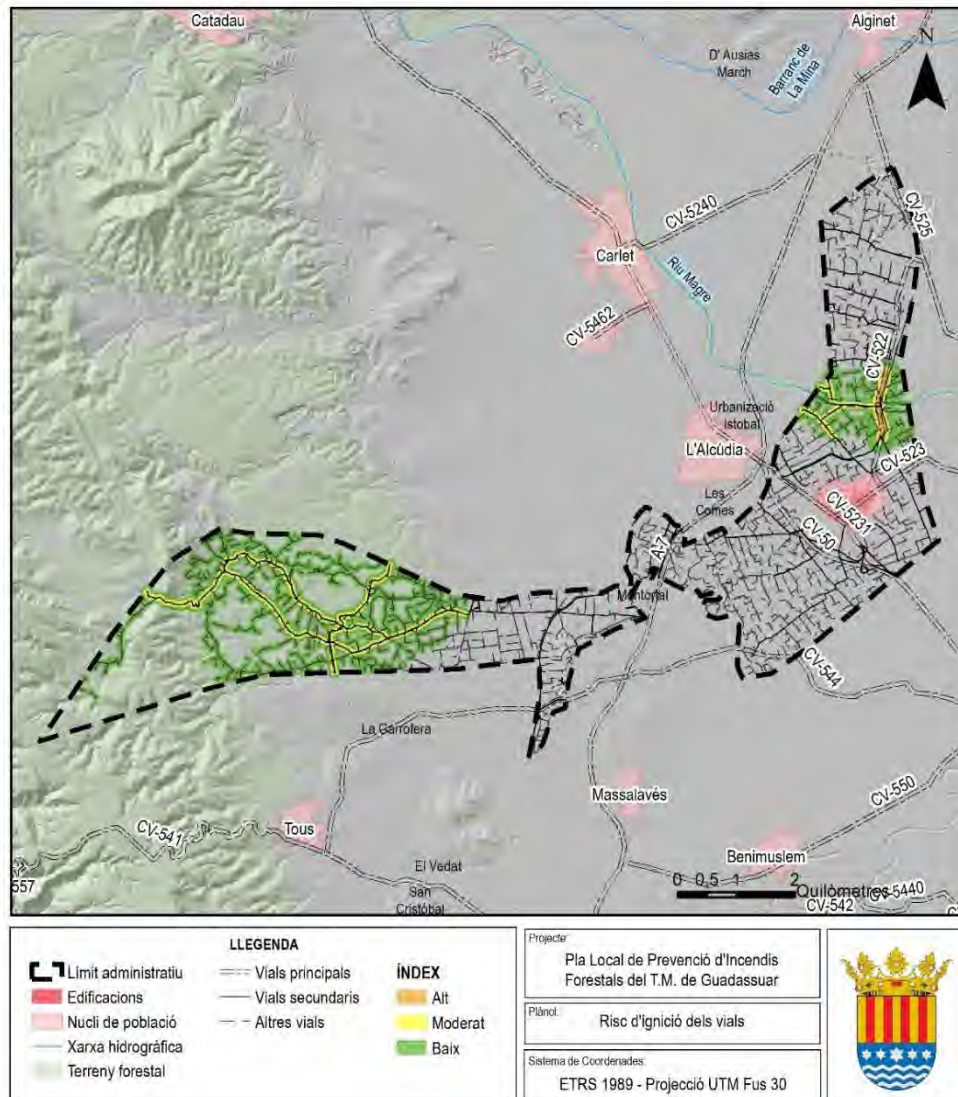 Catadau
Alginet
N
D' Ausias
March
Barranc de
La Mina
CV-5240
CV-525
Carlet
Riu Magre
CV-5462
CV-522
Urbanizació
istobal
L'Alcúdia
CV-523
Les
Comes
CV-5231
CV-50
A-7
Montortal
CV-544
La Garrofera
Massalavés
CV-550
Tous
CV-541
Benimuslem
El Vedat
557
San
Cristóbal
0 0,5 1 2
Quilòmetres
CV-5440
CV-542
LLEGENDA
Límit administratiu
Edificacions
Nucli de població
Xarxa hidrogràfica
Terreny forestal
Vials principals
Vials secundaris
Altres vials
ÍNDEX
Alt
Moderat
Baix
Projecte:
Pla Local de Prevenció d'Incendis
Forestals del T.M. de Guadassuar
Plànol:
Risc d'ignició dels vials
Sistema de Coordenades:
ETRS 1989 - Projecció UTM Fus 30